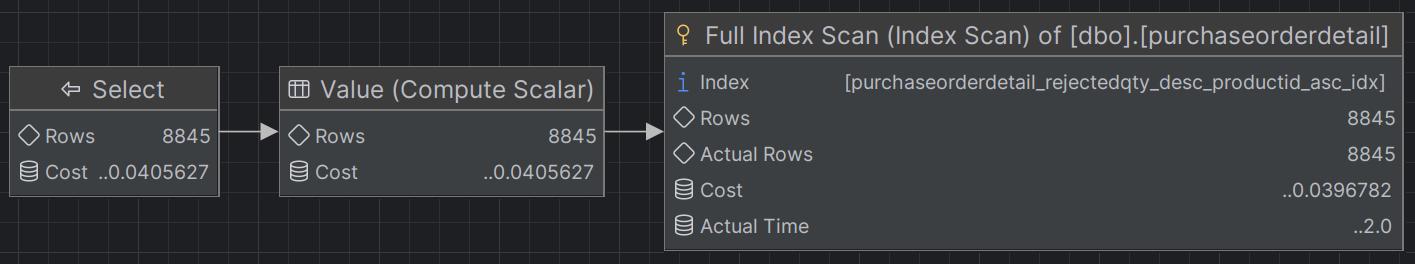 Select
Rows 8845
Cost ..0.0405627
Value (Compute Scalar)
Rows 8845
Cost ..0.0405627
Full Index Scan (Index Scan) of [dbo].[purchaseorderdetail]
Index [purchaseorderdetail_rejectedqty_desc_productid_asc_idx]
Rows 8845
Actual Rows 8845
Cost ..0.0396782
Actual Time ..2.0